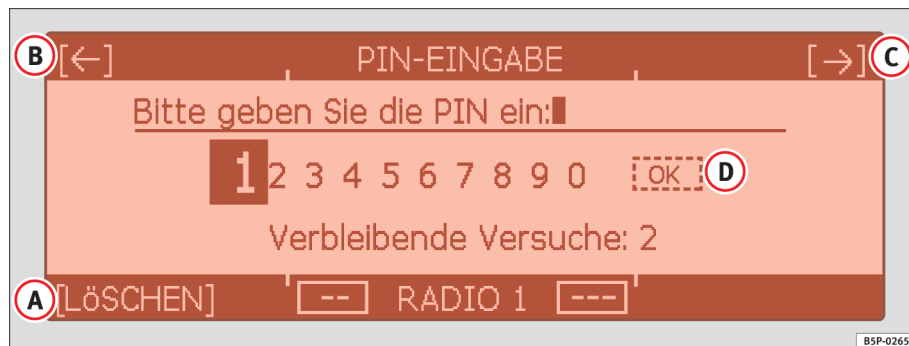 B [←] PIN-EINGABE [→] C
Bitte geben Sie die PIN ein:
1 2 3 4 5 6 7 8 9 0 OK D
Verbleibende Versuche: 2
A [LöSCHEN] -- RADIO 1 ---
B5P-0265